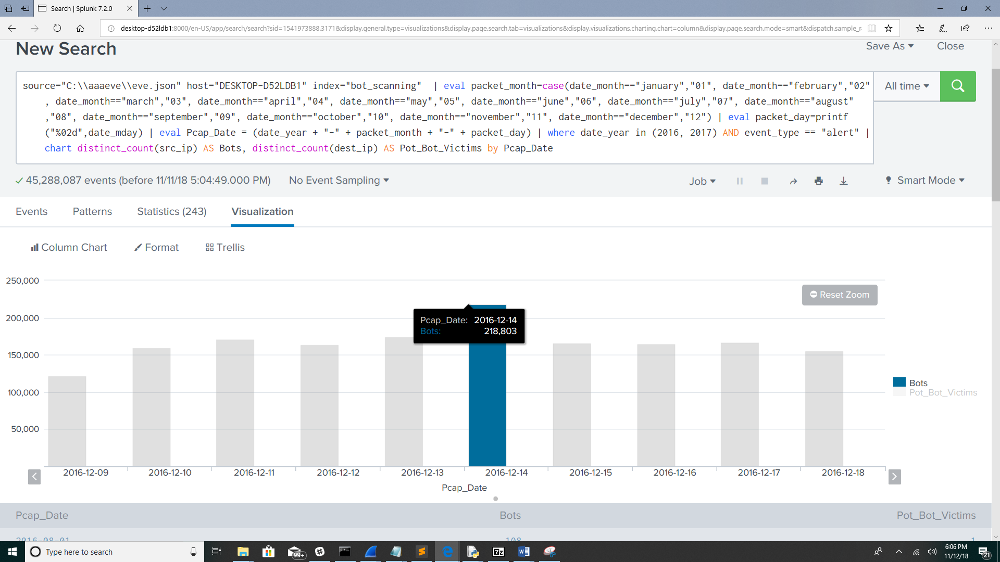 Search | Splunk 7.2.0
desktop-d52ldb1:8000/en-US/app/search/search?sid=1541973888.3171&display.general.type=visualizations&display.page.search.tab=visualizations&display.visualizations.charting.chart=column&display.page.search.mode=smart&dispatch.sample_r
New Search
Save As
Close
source="C:\\aaaeve\\eve.json" host="DESKTOP-D52LDB1" index="bot_scanning" | eval packet_month=case(date_month=="january","01", date_month=="february","02"
, date_month=="march","03", date_month=="april","04", date_month=="may","05", date_month=="june","06", date_month=="july","07", date_month=="august"
,"08", date_month=="september","09", date_month=="october","10", date_month=="november","11", date_month=="december","12") | eval packet_day=printf
("%02d",date_mday) | eval Pcap_Date = (date_year + "-" + packet_month + "-" + packet_day) | where date_year in (2016, 2017) AND event_type == "alert" |
chart distinct_count(src_ip) AS Bots, distinct_count(dest_ip) AS Pot_Bot_Victims by Pcap_Date
All time
45,288,087 events (before 11/11/18 5:04:49.000 PM)
No Event Sampling
Job
Smart Mode
Events
Patterns
Statistics (243)
Visualization
Column Chart
Format
Trellis
250,000
200,000
150,000
100,000
50,000
Reset Zoom
Pcap_Date: 2016-12-14
Bots: 218,803
Bots
Pot_Bot_Victims
2016-12-09
2016-12-10
2016-12-11
2016-12-12
2016-12-13
2016-12-14
2016-12-15
2016-12-16
2016-12-17
2016-12-18
Pcap_Date
Pcap_Date
Bots
Pot_Bot_Victims
2016-08-01
108
1
Type here to search
99+
7z
6:06 PM
11/12/18
21